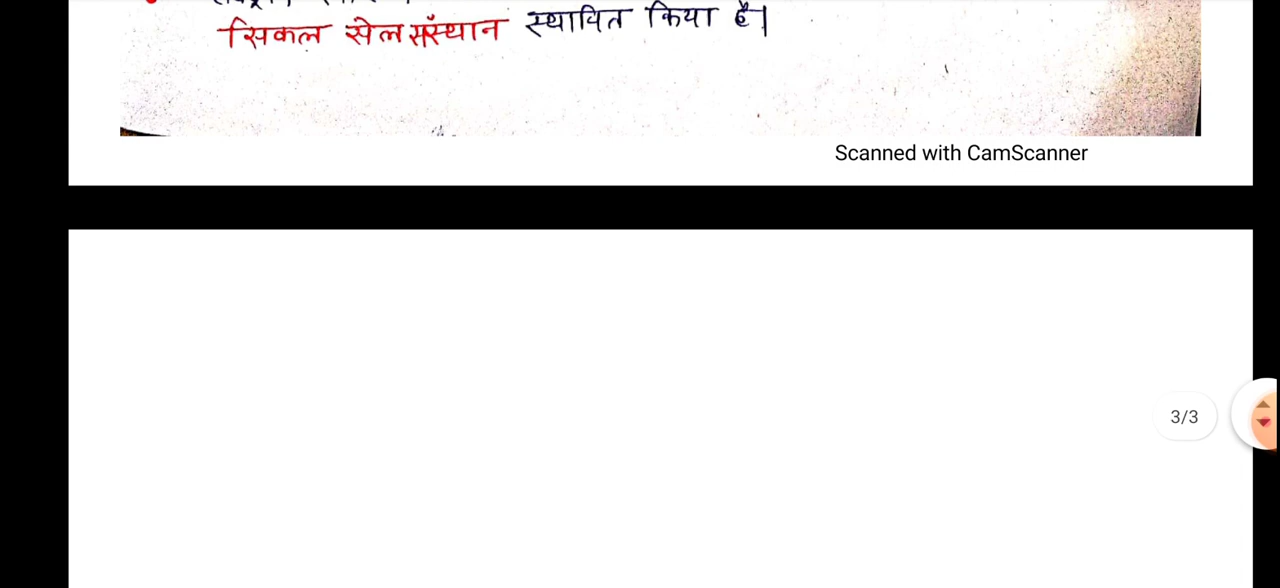 सिकल सेल संस्थान स्थापित किया है।
Scanned with CamScanner
3/3